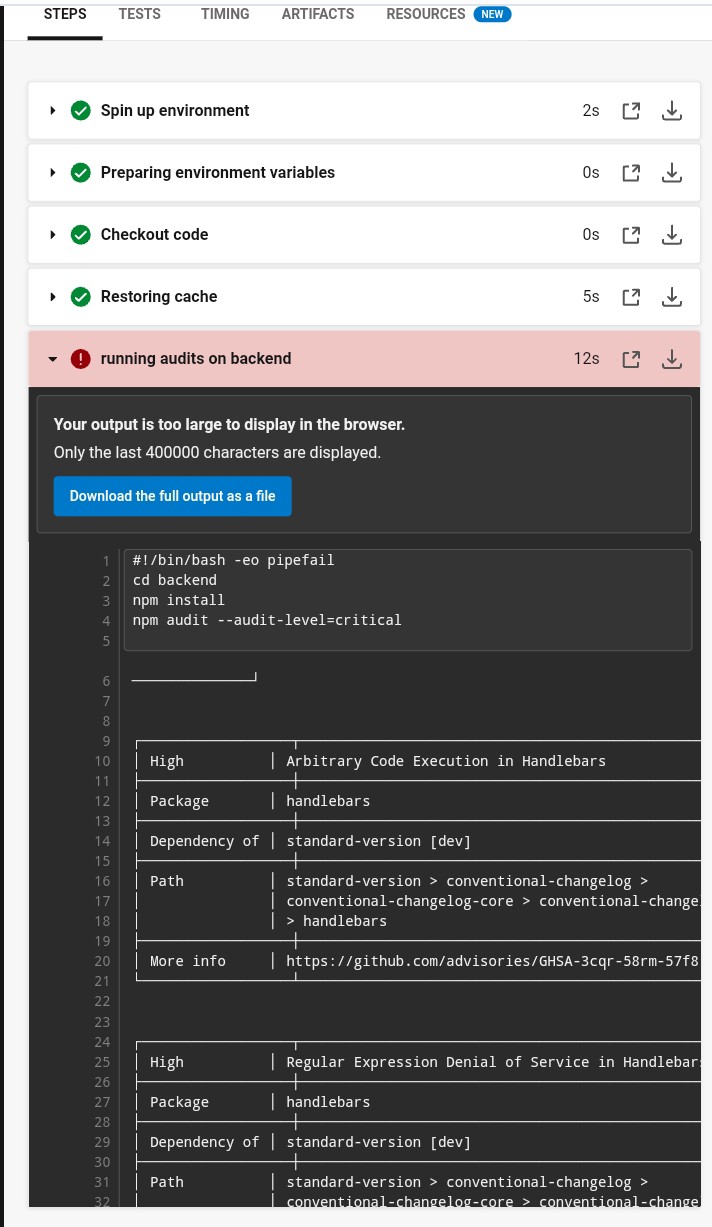 STEPS TESTS TIMING ARTIFACTS RESOURCES NEW
Spin up environment 2s
Preparing environment variables 0s
Checkout code 0s
Restoring cache 5s
running audits on backend 12s
Your output is too large to display in the browser.
Only the last 400000 characters are displayed.
Download the full output as a file
1 #!/bin/bash -eo pipefail
2 cd backend
3 npm install
4 npm audit --audit-level=critical
5
6
7
8
9
10 High Arbitrary Code Execution in Handlebars
11
12 Package handlebars
13
14 Dependency of standard-version [dev]
15
16 Path standard-version > conventional-changelog >
17 conventional-changelog-core > conventional-change
18 > handlebars
19
20 More info https://github.com/advisories/GHSA-3cqr-58rm-57f8
21
22
23
24
25 High Regular Expression Denial of Service in Handlebar
26
27 Package handlebars
28
29 Dependency of standard-version [dev]
30
31 Path standard-version > conventional-changelog >
32 conventional-changelog-core > conventional-change